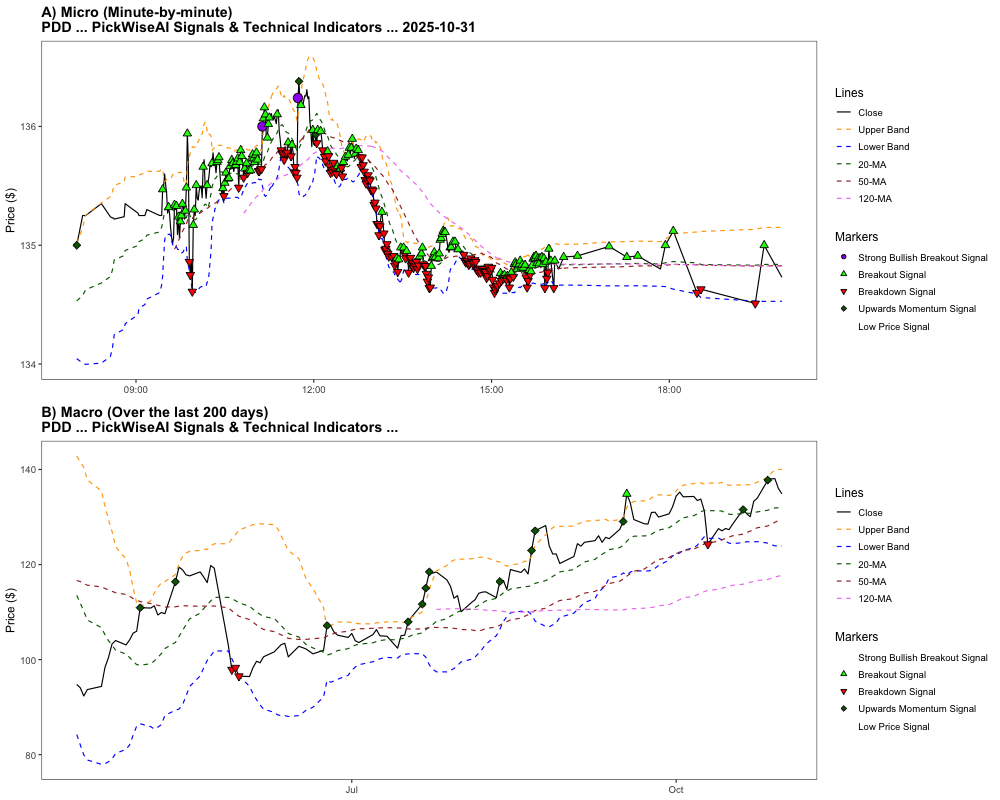 A) Micro (Minute-by-minute)
PDD ... PickWiseAI Signals & Technical Indicators ... 2025-10-31
Price ($)
136
135
134
09:00
12:00
15:00
18:00
Lines
Close
Upper Band
Lower Band
20-MA
50-MA
120-MA
Markers
Strong Bullish Breakout Signal
Breakout Signal
Breakdown Signal
Upwards Momentum Signal
Low Price Signal
B) Macro (Over the last 200 days)
PDD ... PickWiseAI Signals & Technical Indicators ...
Price ($)
140
120
100
80
Jul
Oct
Lines
Close
Upper Band
Lower Band
20-MA
50-MA
120-MA
Markers
Strong Bullish Breakout Signal
Breakout Signal
Breakdown Signal
Upwards Momentum Signal
Low Price Signal